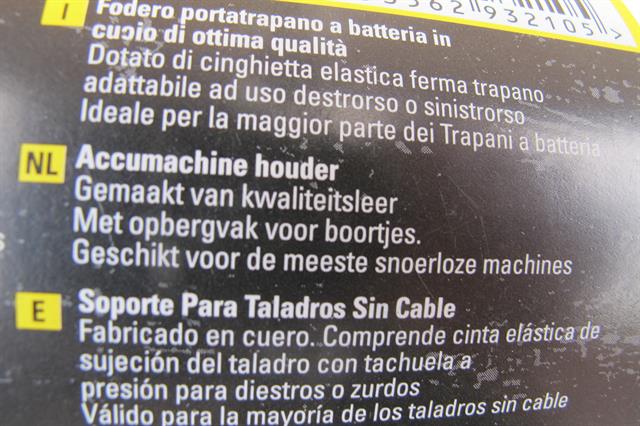 932105>
I
Fodero portatrapano a batteria in
cuoio di ottima qualità
Dotato di cinghietta elastica ferma trapano
adattabile ad uso destrorso o sinistrorso
Ideale per la maggior parte dei Trapani a batteria
NL
Accumachine houder
Gemaakt van kwaliteitsleer
Met opbergvak voor boortjes.
Geschikt voor de meeste snoerloze machines
E
Soporte Para Taladros Sin Cable
Fabricado en cuero. Comprende cinta elástica de
sujeción del taladro con tachuela a
presión para diestros o zurdos
Válido para la mayoría de los taladros sin cable